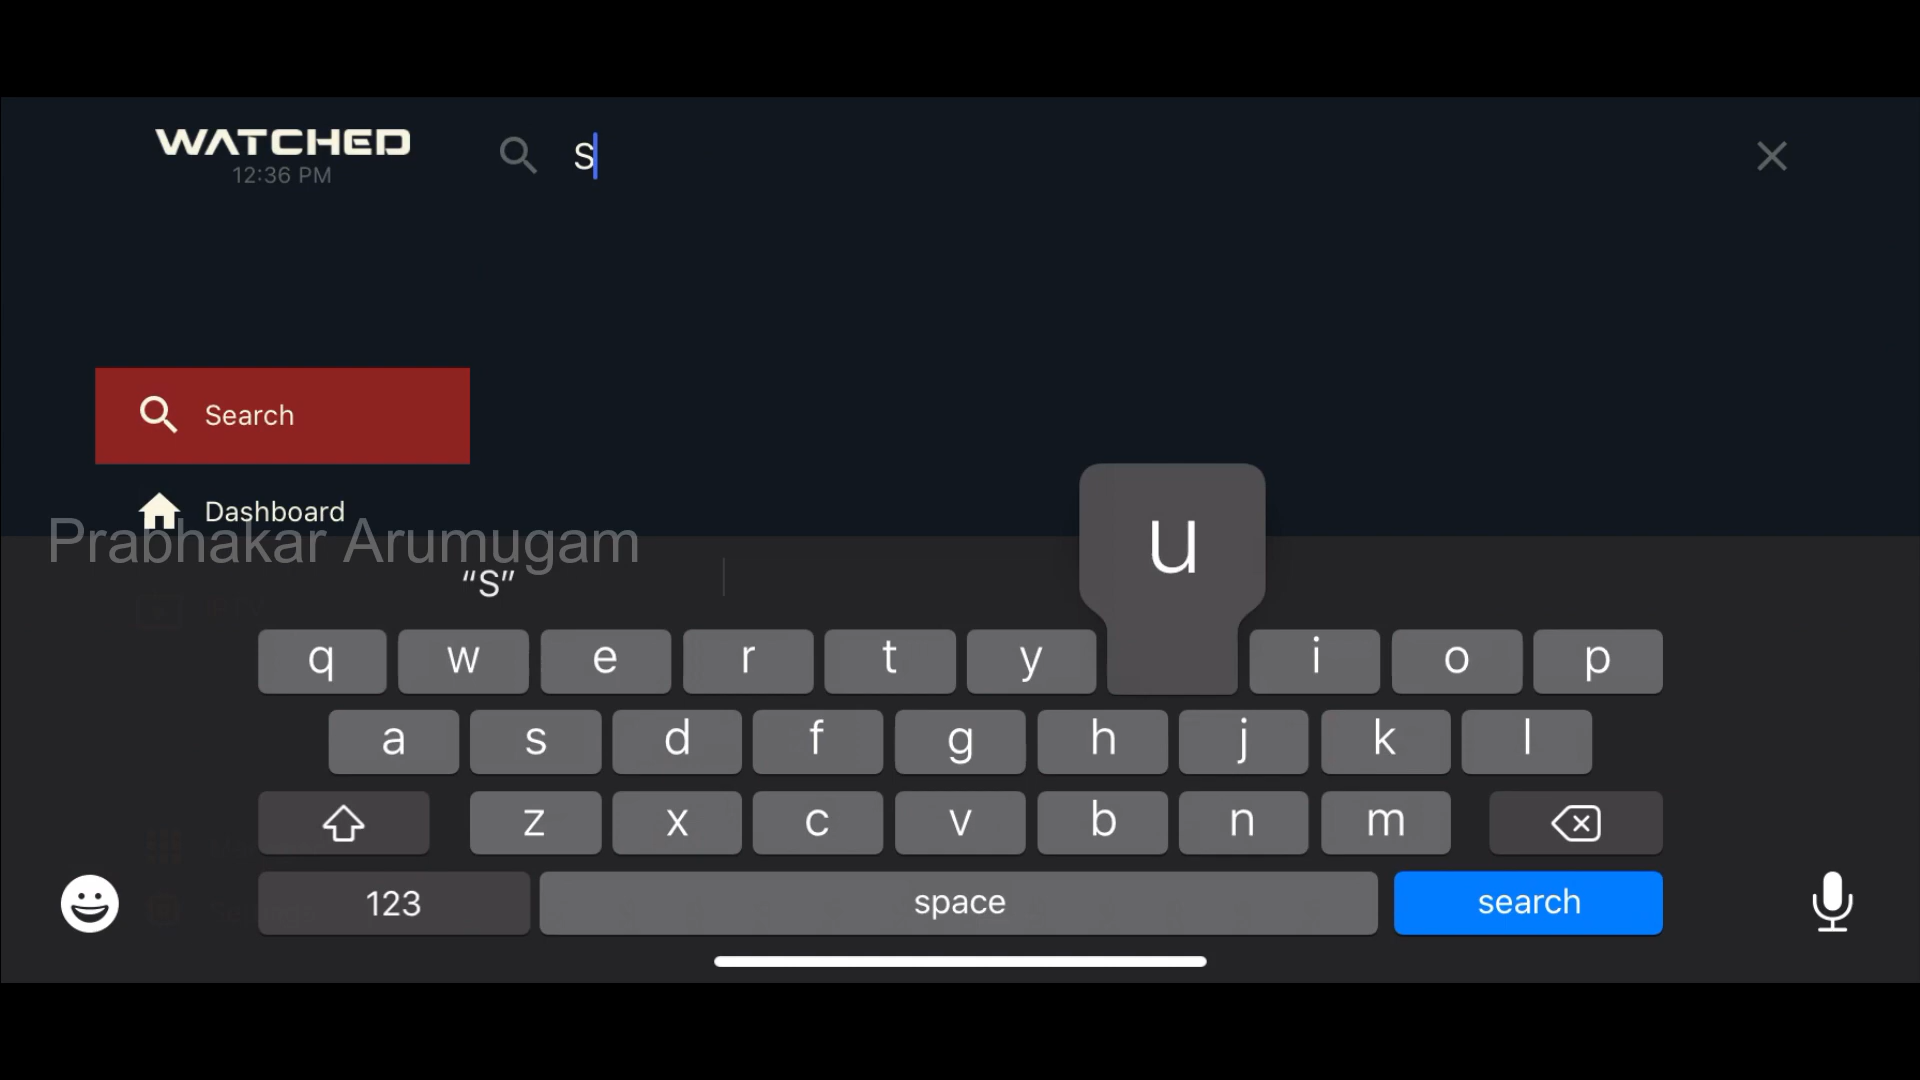 WATCHED
12:36 PM
S
Search
Dashboard
Prabhakar Arumugam
“S”
u
q w e r t y i o p
a s d f g h j k l
z x c v b n m
123 space search